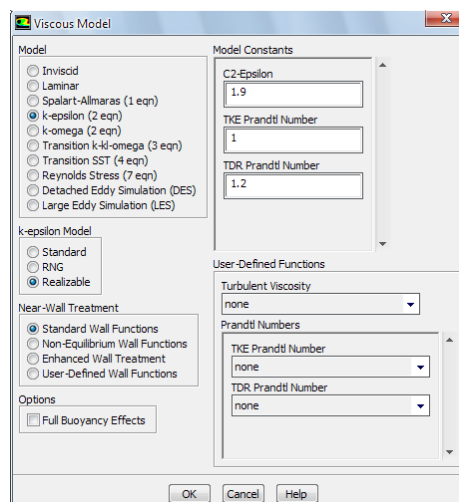 Viscous Model
Model
Inviscid
Laminar
Spalart-Allmaras (1 eqn)
k-epsilon (2 eqn)
k-omega (2 eqn)
Transition k-kl-omega (3 eqn)
Transition SST (4 eqn)
Reynolds Stress (7 eqn)
Detached Eddy Simulation (DES)
Large Eddy Simulation (LES)
k-epsilon Model
Standard
RNG
Realizable
Near-Wall Treatment
Standard Wall Functions
Non-Equilibrium Wall Functions
Enhanced Wall Treatment
User-Defined Wall Functions
Options
Full Buoyancy Effects
Model Constants
C2-Epsilon
1.9
TKE Prandtl Number
1
TDR Prandtl Number
1.2
User-Defined Functions
Turbulent Viscosity
none
Prandtl Numbers
TKE Prandtl Number
none
TDR Prandtl Number
none
OK
Cancel
Help